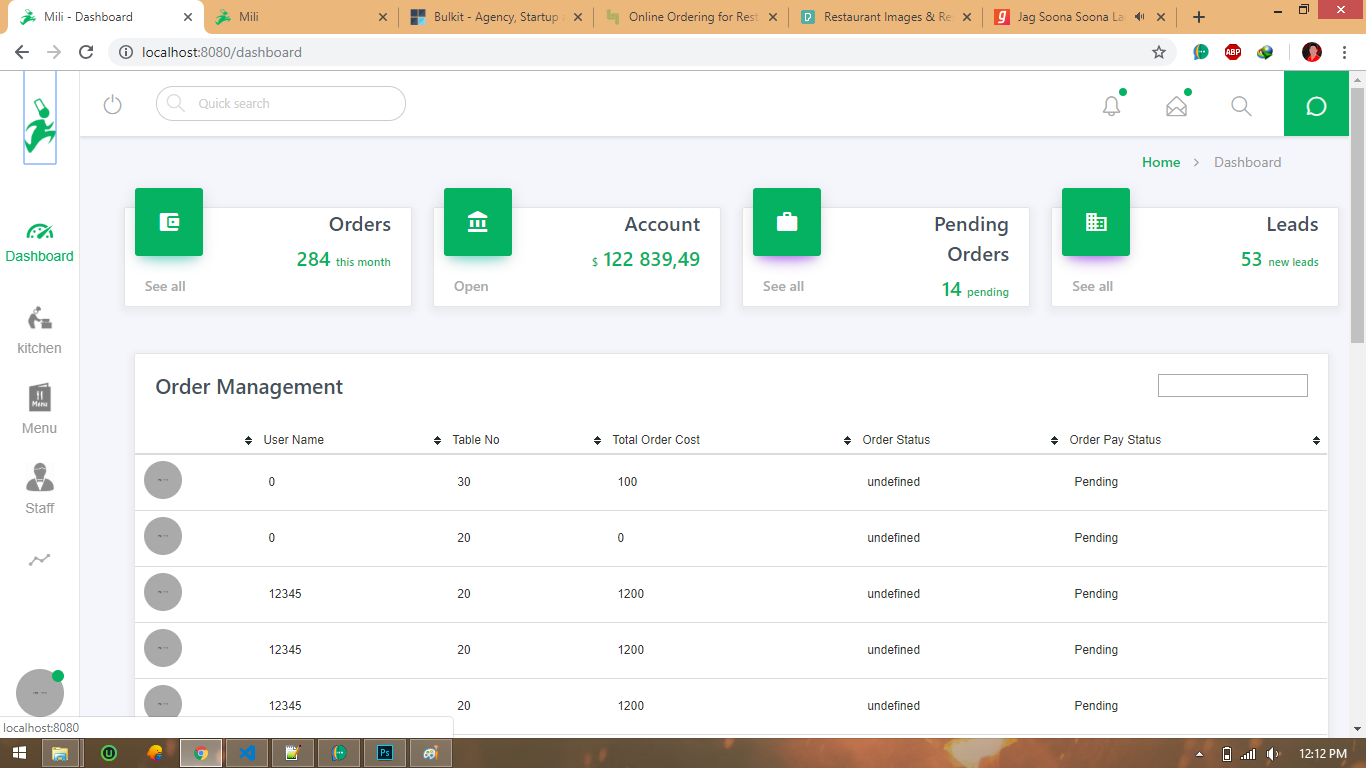 Mili - Dashboard
Mili
Bulkit - Agency, Startup
Online Ordering for Rest
Restaurant Images & Re
Jag Soona Soona La
localhost:8080/dashboard
ABP
Quick search
Home > Dashboard
Orders
284 this month
See all
Account
$ 122 839,49
Open
Pending
Orders
14 pending
See all
Leads
53 new leads
See all
Dashboard
kitchen
Menu
Menu
Staff
Order Management
User Name Table No Total Order Cost Order Status Order Pay Status
0 30 100 undefined Pending
0 20 0 undefined Pending
12345 20 1200 undefined Pending
12345 20 1200 undefined Pending
12345 20 1200 undefined Pending
localhost:8080
Ps
12:12 PM